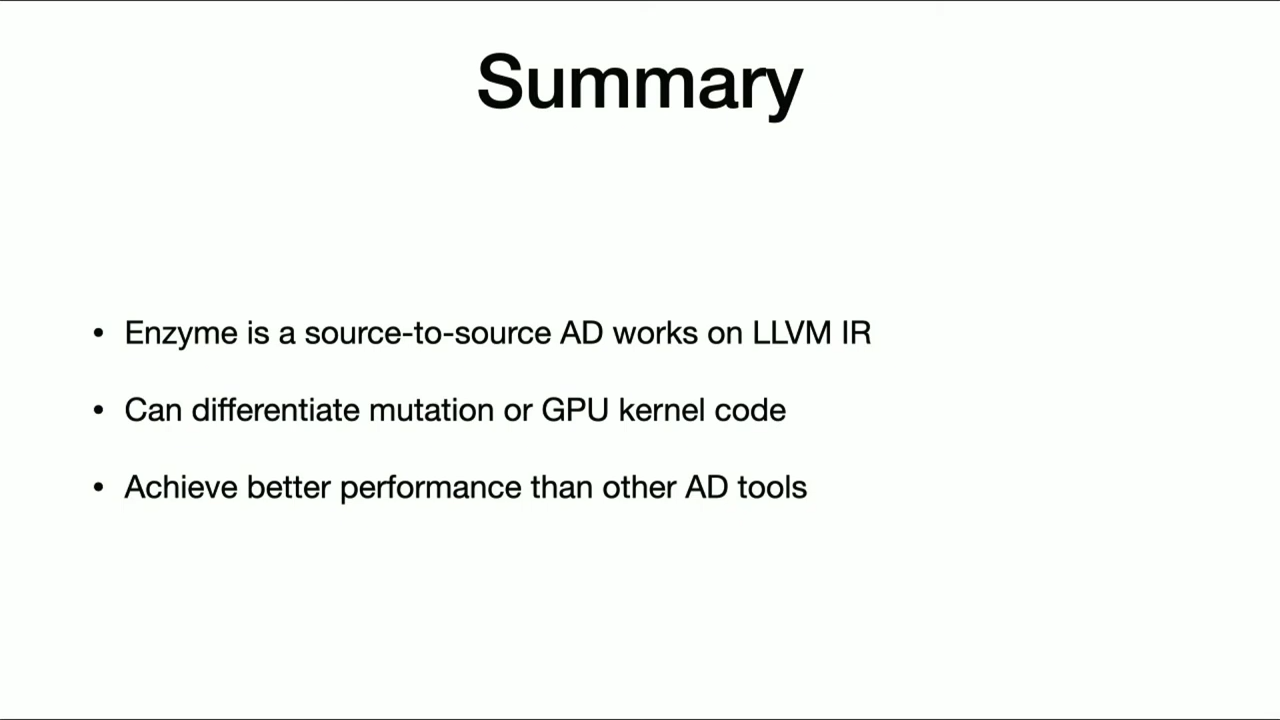 Summary
• Enzyme is a source-to-source AD works on LLVM IR
• Can differentiate mutation or GPU kernel code
• Achieve better performance than other AD tools